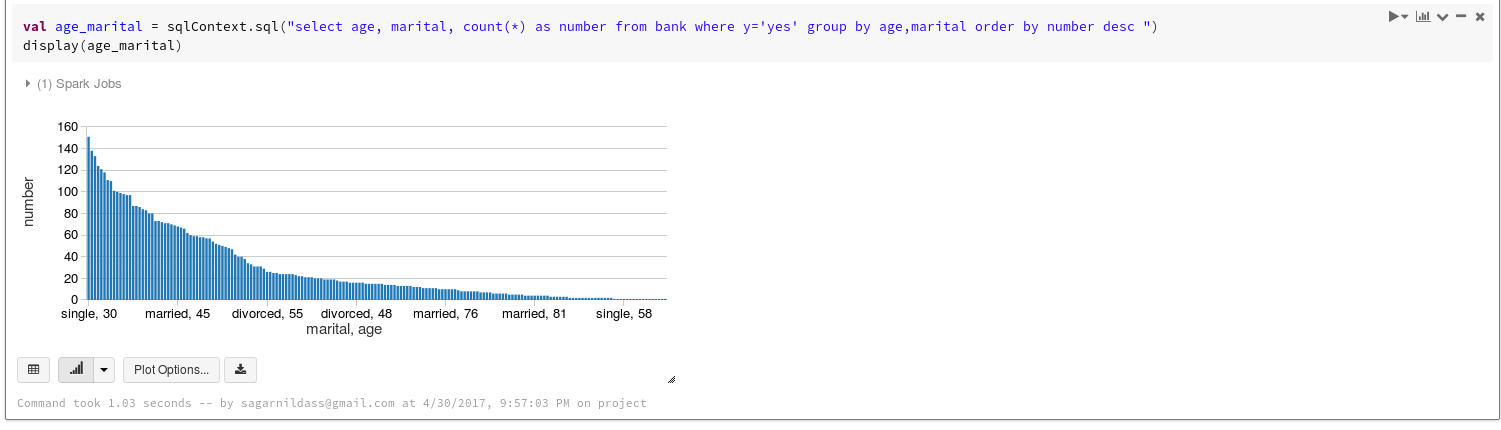 val age_marital = sqlContext.sql("select age, marital, count(*) as number from bank where y='yes' group by age,marital order by number desc ")
display(age_marital)
(1) Spark Jobs
160
140
120
100
80
60
40
20
0
number
single, 30 married, 45 divorced, 55 divorced, 48 married, 76 married, 81 single, 58
marital, age
Plot Options...
Command took 1.03 seconds -- by sagarnildass@gmail.com at 4/30/2017, 9:57:03 PM on project